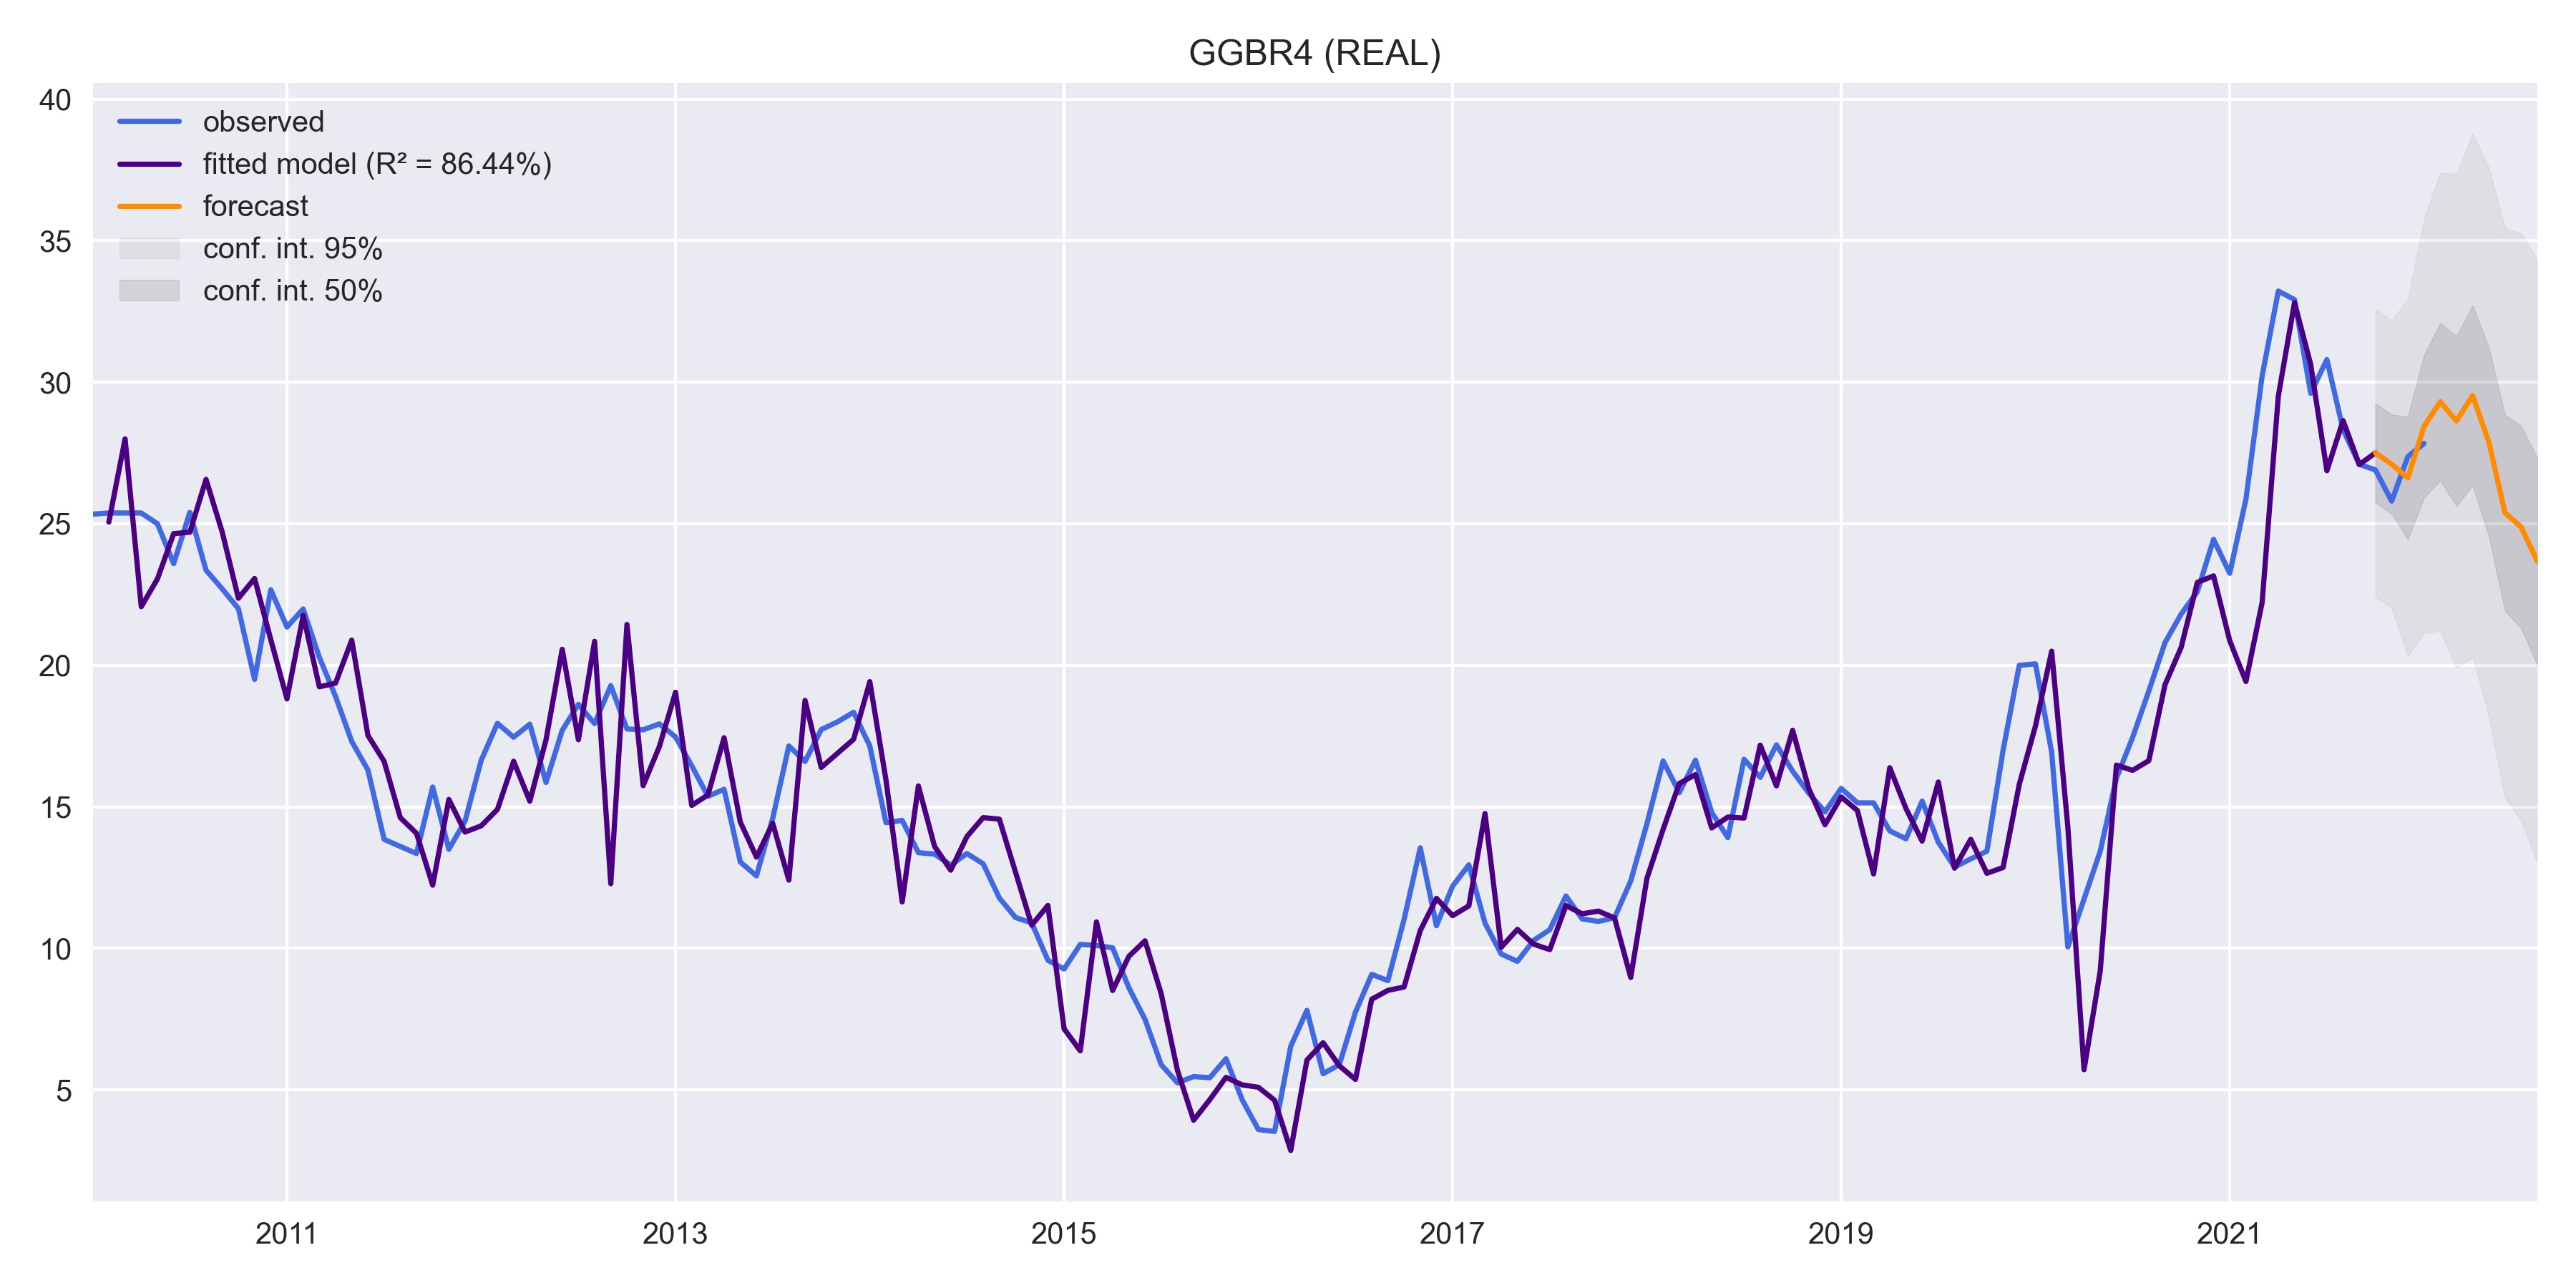 GGBR4 (REAL)
40
observed
fitted model (R² = 86.44%)
forecast
35
conf. int. 95%
conf. int. 50%
30
25
20
15
10
5
2011 2013 2015 2017 2019 2021